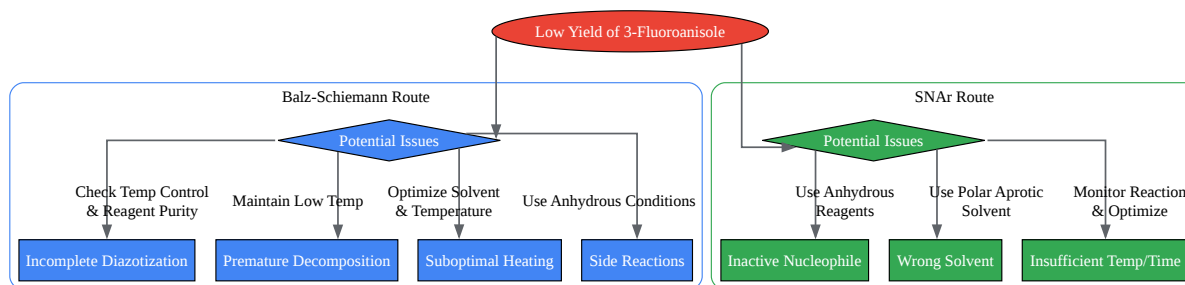 Low Yield of 3-Fluoroanisole
Balz-Schiemann Route
SNAr Route
Potential Issues
Potential Issues
Check Temp Control
& Reagent Purity
Maintain Low Temp
Optimize Solvent
& Temperature
Use Anhydrous Conditions
Use Anhydrous
Reagents
Use Polar Aprotic
Solvent
Monitor Reaction
& Optimize
Incomplete Diazotization
Premature Decomposition
Suboptimal Heating
Side Reactions
Inactive Nucleophile
Wrong Solvent
Insufficient Temp/Time